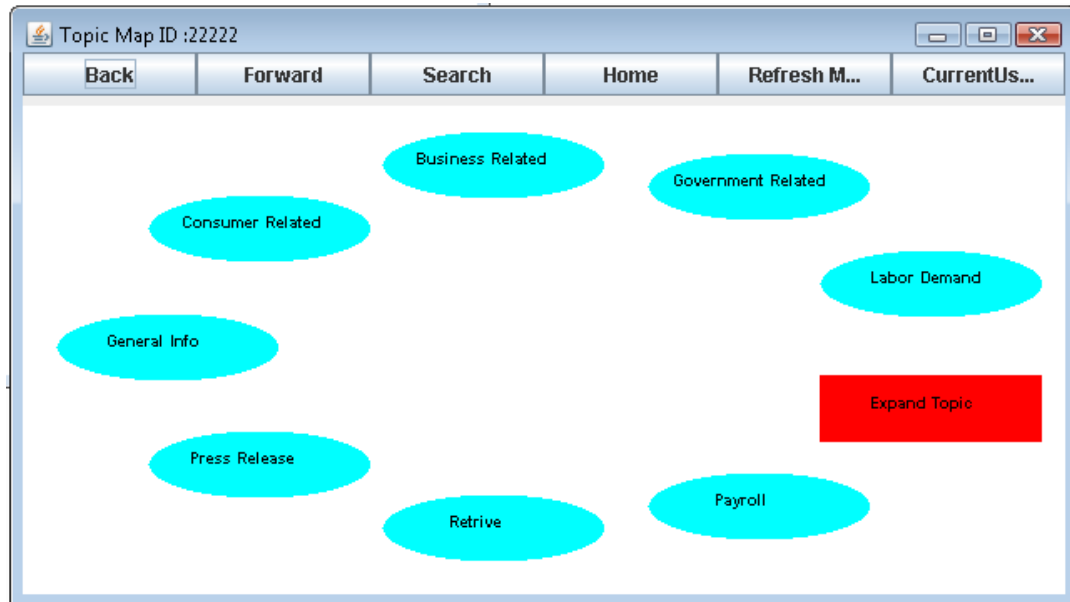 Topic Map ID :22222
Back Forward Search Home Refresh M... CurrentUs...
Business Related
Government Related
Consumer Related
Labor Demand
General Info
Expand Topic
Press Release
Payroll
Retrive